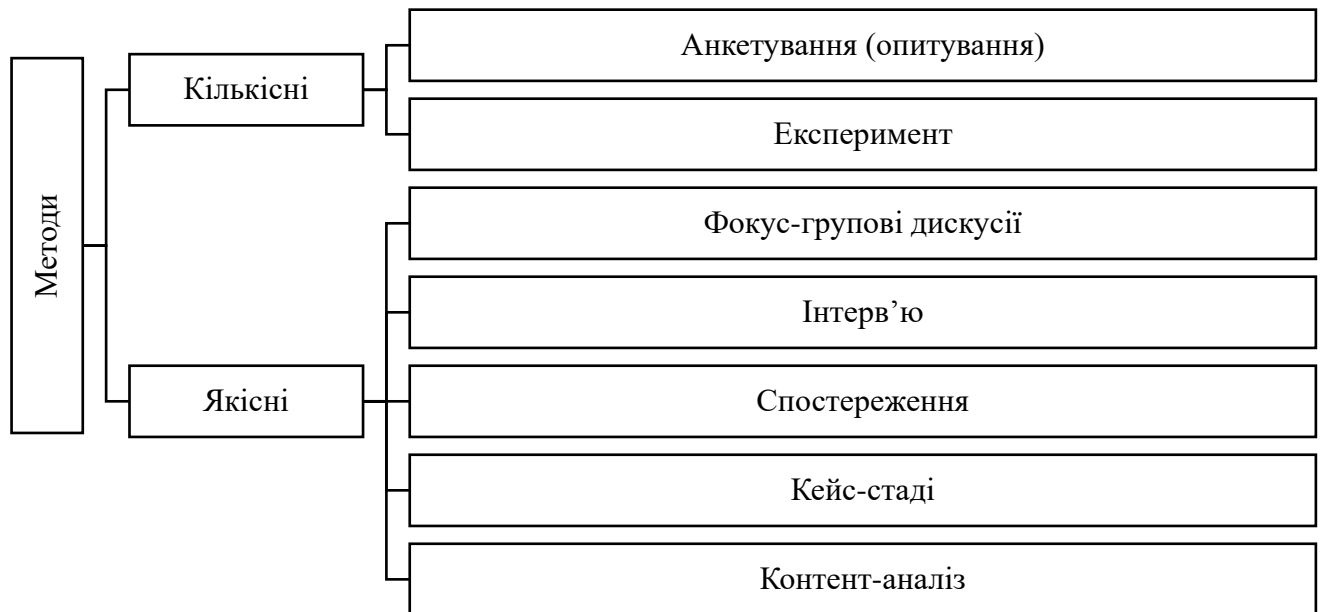 Методи
Кількісні
Анкетування (опитування)
Експеримент
Якісні
Фокус-групові дискусії
Інтерв’ю
Спостереження
Кейс-стаді
Контент-аналіз